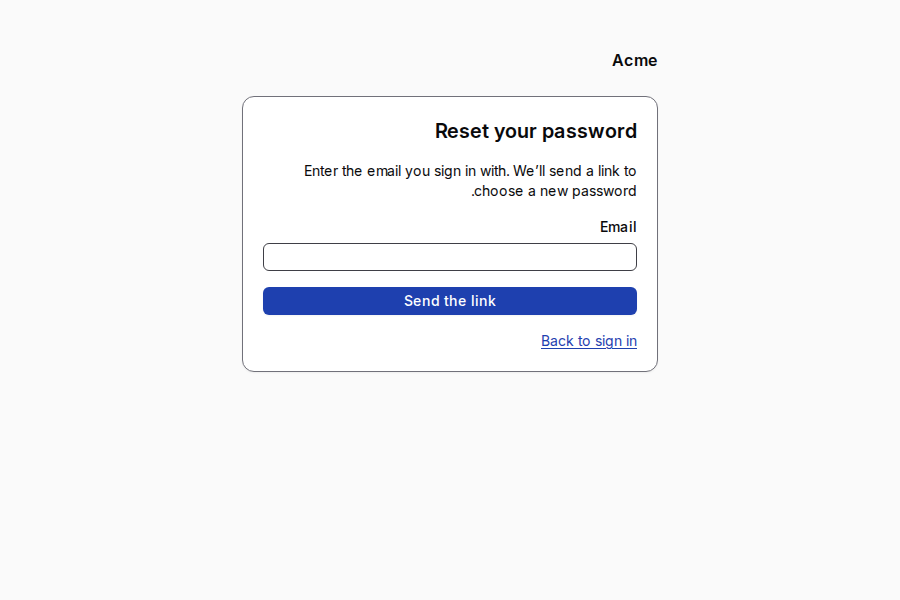 Acme
Reset your password
Enter the email you sign in with. We’ll send a link to
.choose a new password
Email
Send the link
Back to sign in